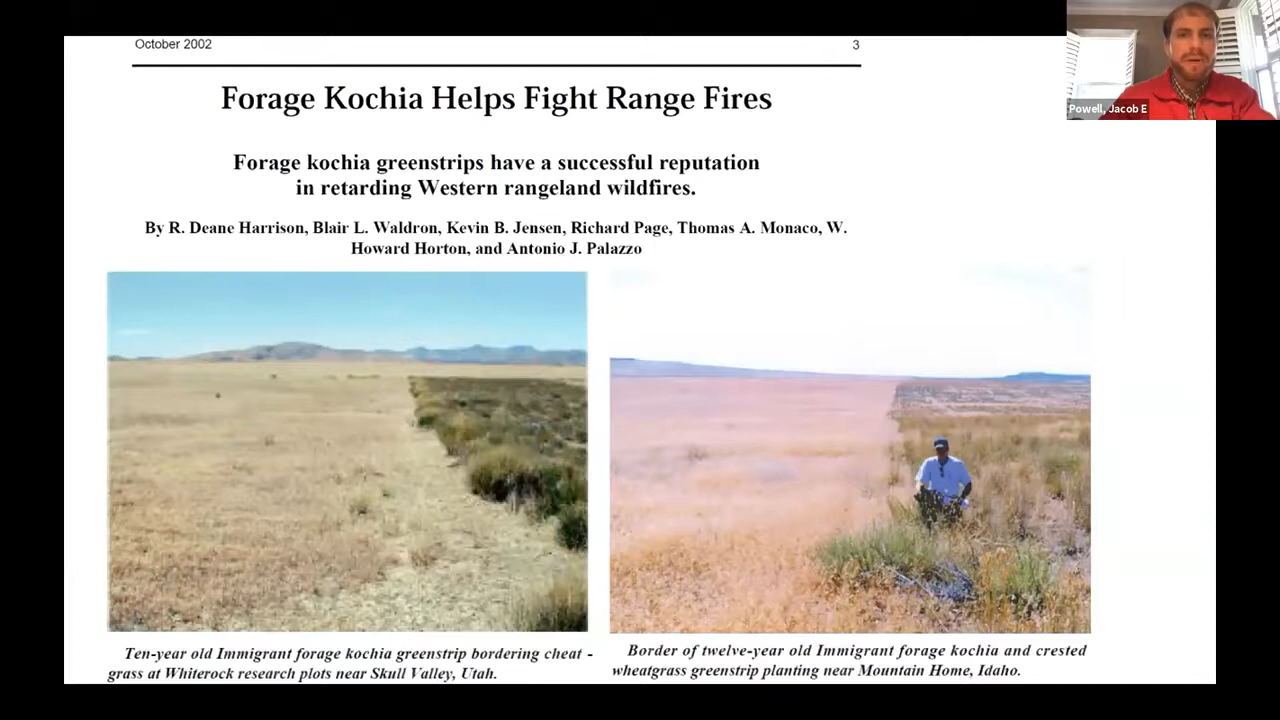 October 2002
3
Forage Kochia Helps Fight Range Fires
Forage kochia greenstrips have a successful reputation
in retarding Western rangeland wildfires.
By R. Deane Harrison, Blair L. Waldron, Kevin B. Jensen, Richard Page, Thomas A. Monaco, W.
Howard Horton, and Antonio J. Palazzo
Ten-year old Immigrant forage kochia greenstrip bordering cheat -
grass at Whiterock research plots near Skull Valley, Utah.
Border of twelve-year old Immigrant forage kochia and crested
wheatgrass greenstrip planting near Mountain Home, Idaho.
Powell, Jacob E